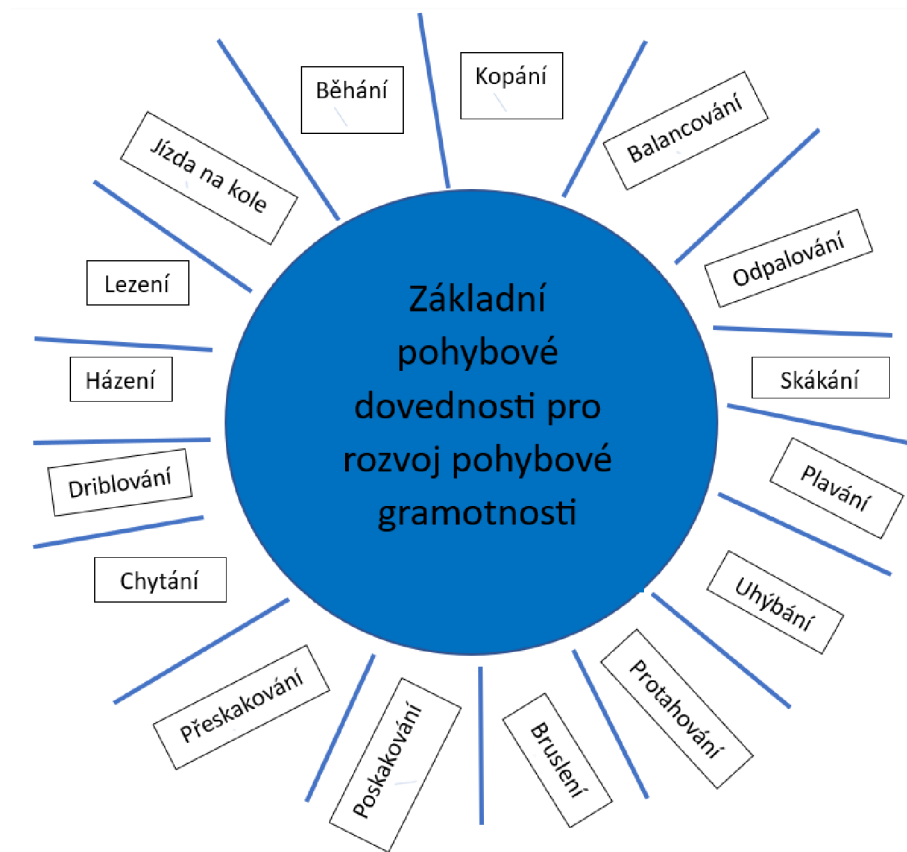 Běhání
Kopání
Balancování
Jízda na kole
Odpalování
Lezení
Základní
pohybové
dovednosti pro
rozvoj pohybové
gramotnosti
Házení
Skákání
Driblování
Plavání
Chytání
Uhýbání
Přeskakování
Poskakování
Bruslení
Protahování